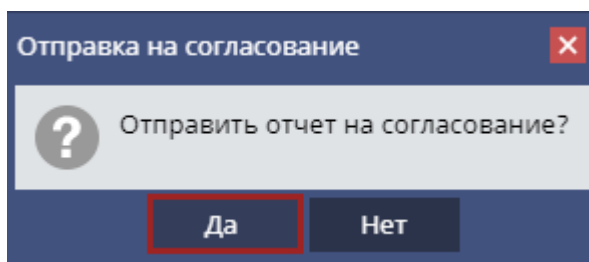 Отправка на согласование
Отправить отчет на согласование?
Да Нет